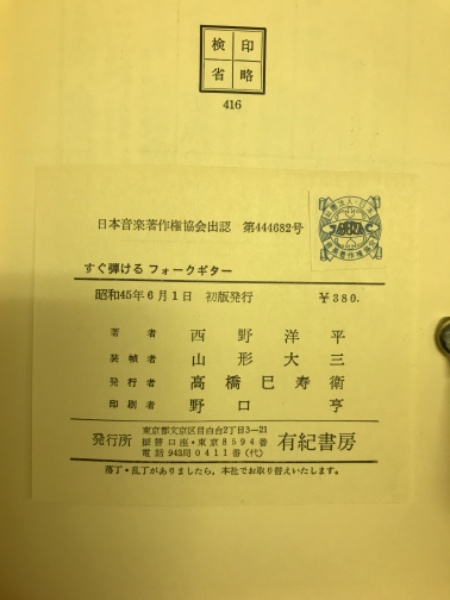 検印
省略
416
日本音楽著作権協会出認 第444682号
すぐ弾ける フォークギター
昭和45年6月1日 初版発行 ￥380.
著者 西野洋平
装幀者 山形大三
発行者 高橋巳寿衛
印刷者 野口亨
東京都文京区目白台2丁目3—21
発行所 振替口座・東京8594番 有紀書房
電話 943局0411番（代）
落丁・乱丁がありましたら、本社でお取り替えいたします。